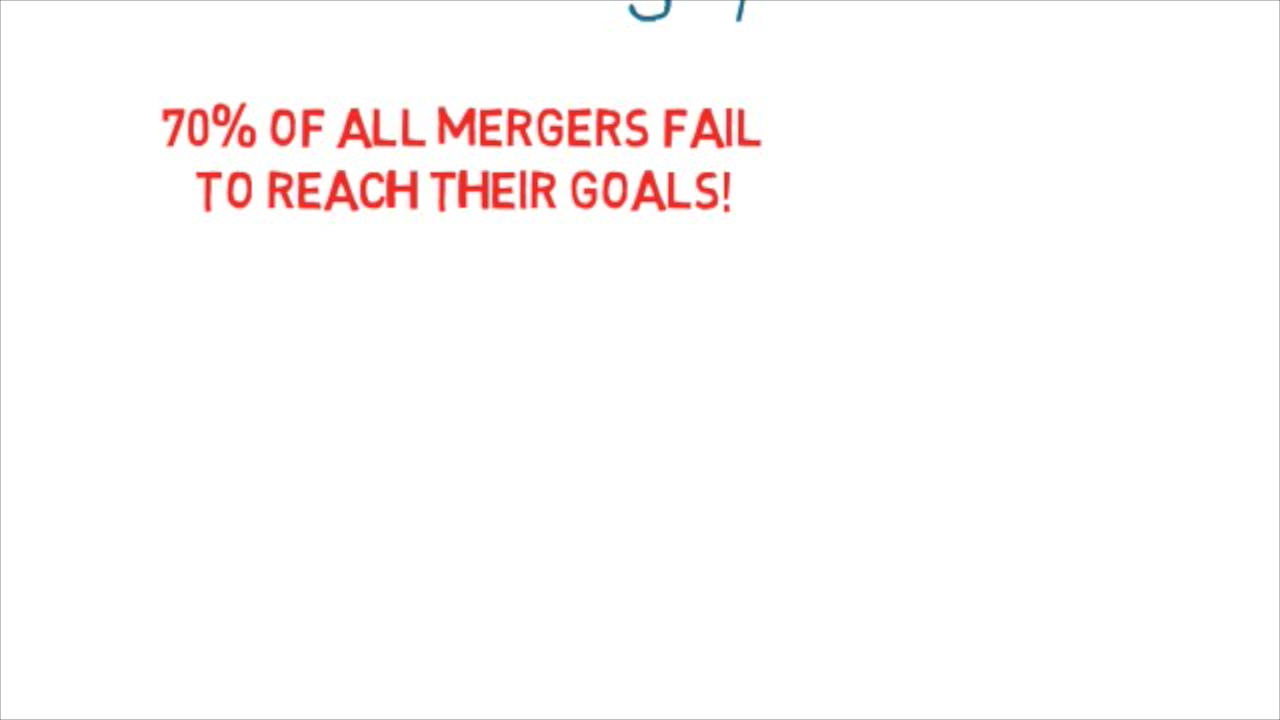 70% OF ALL MERGERS FAIL
TO REACH THEIR GOALS!